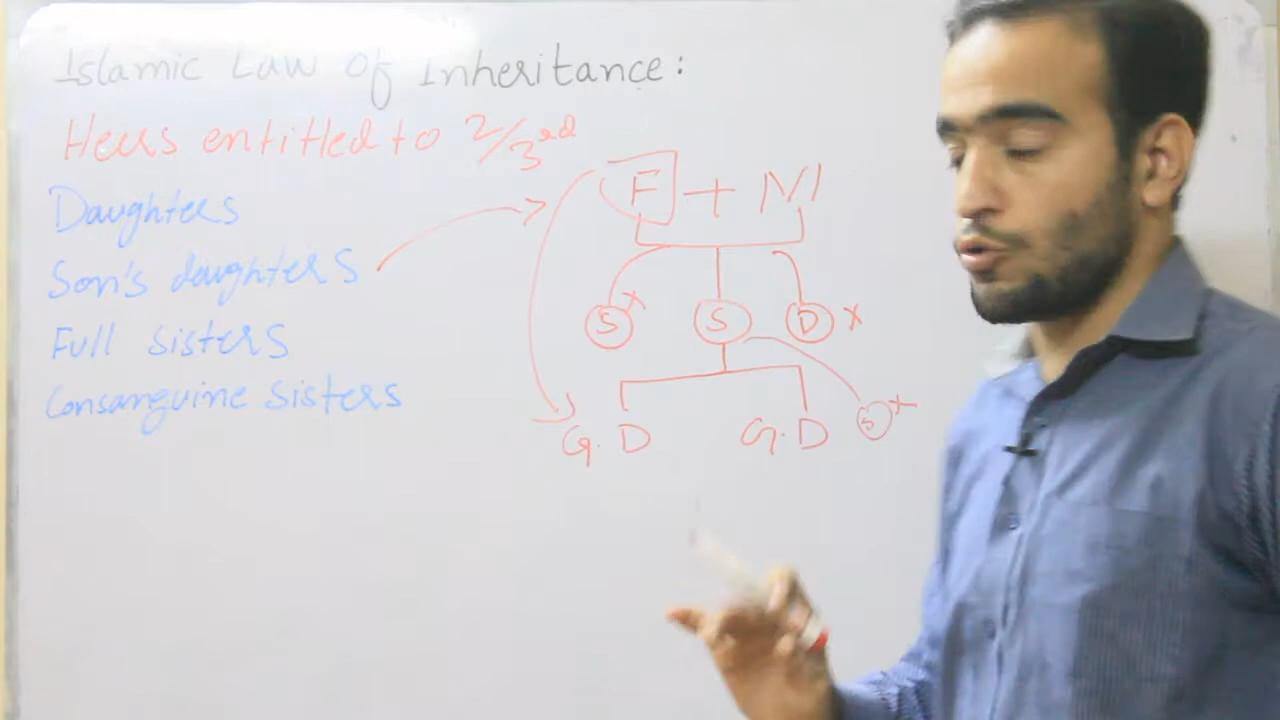 Islamic Law of Inheritance:
Heirs entitled to 2/3rd
Daughters
Son's daughters
Full sisters
Consanguine Sisters
F + M
S x S D x
G.D G.D S x